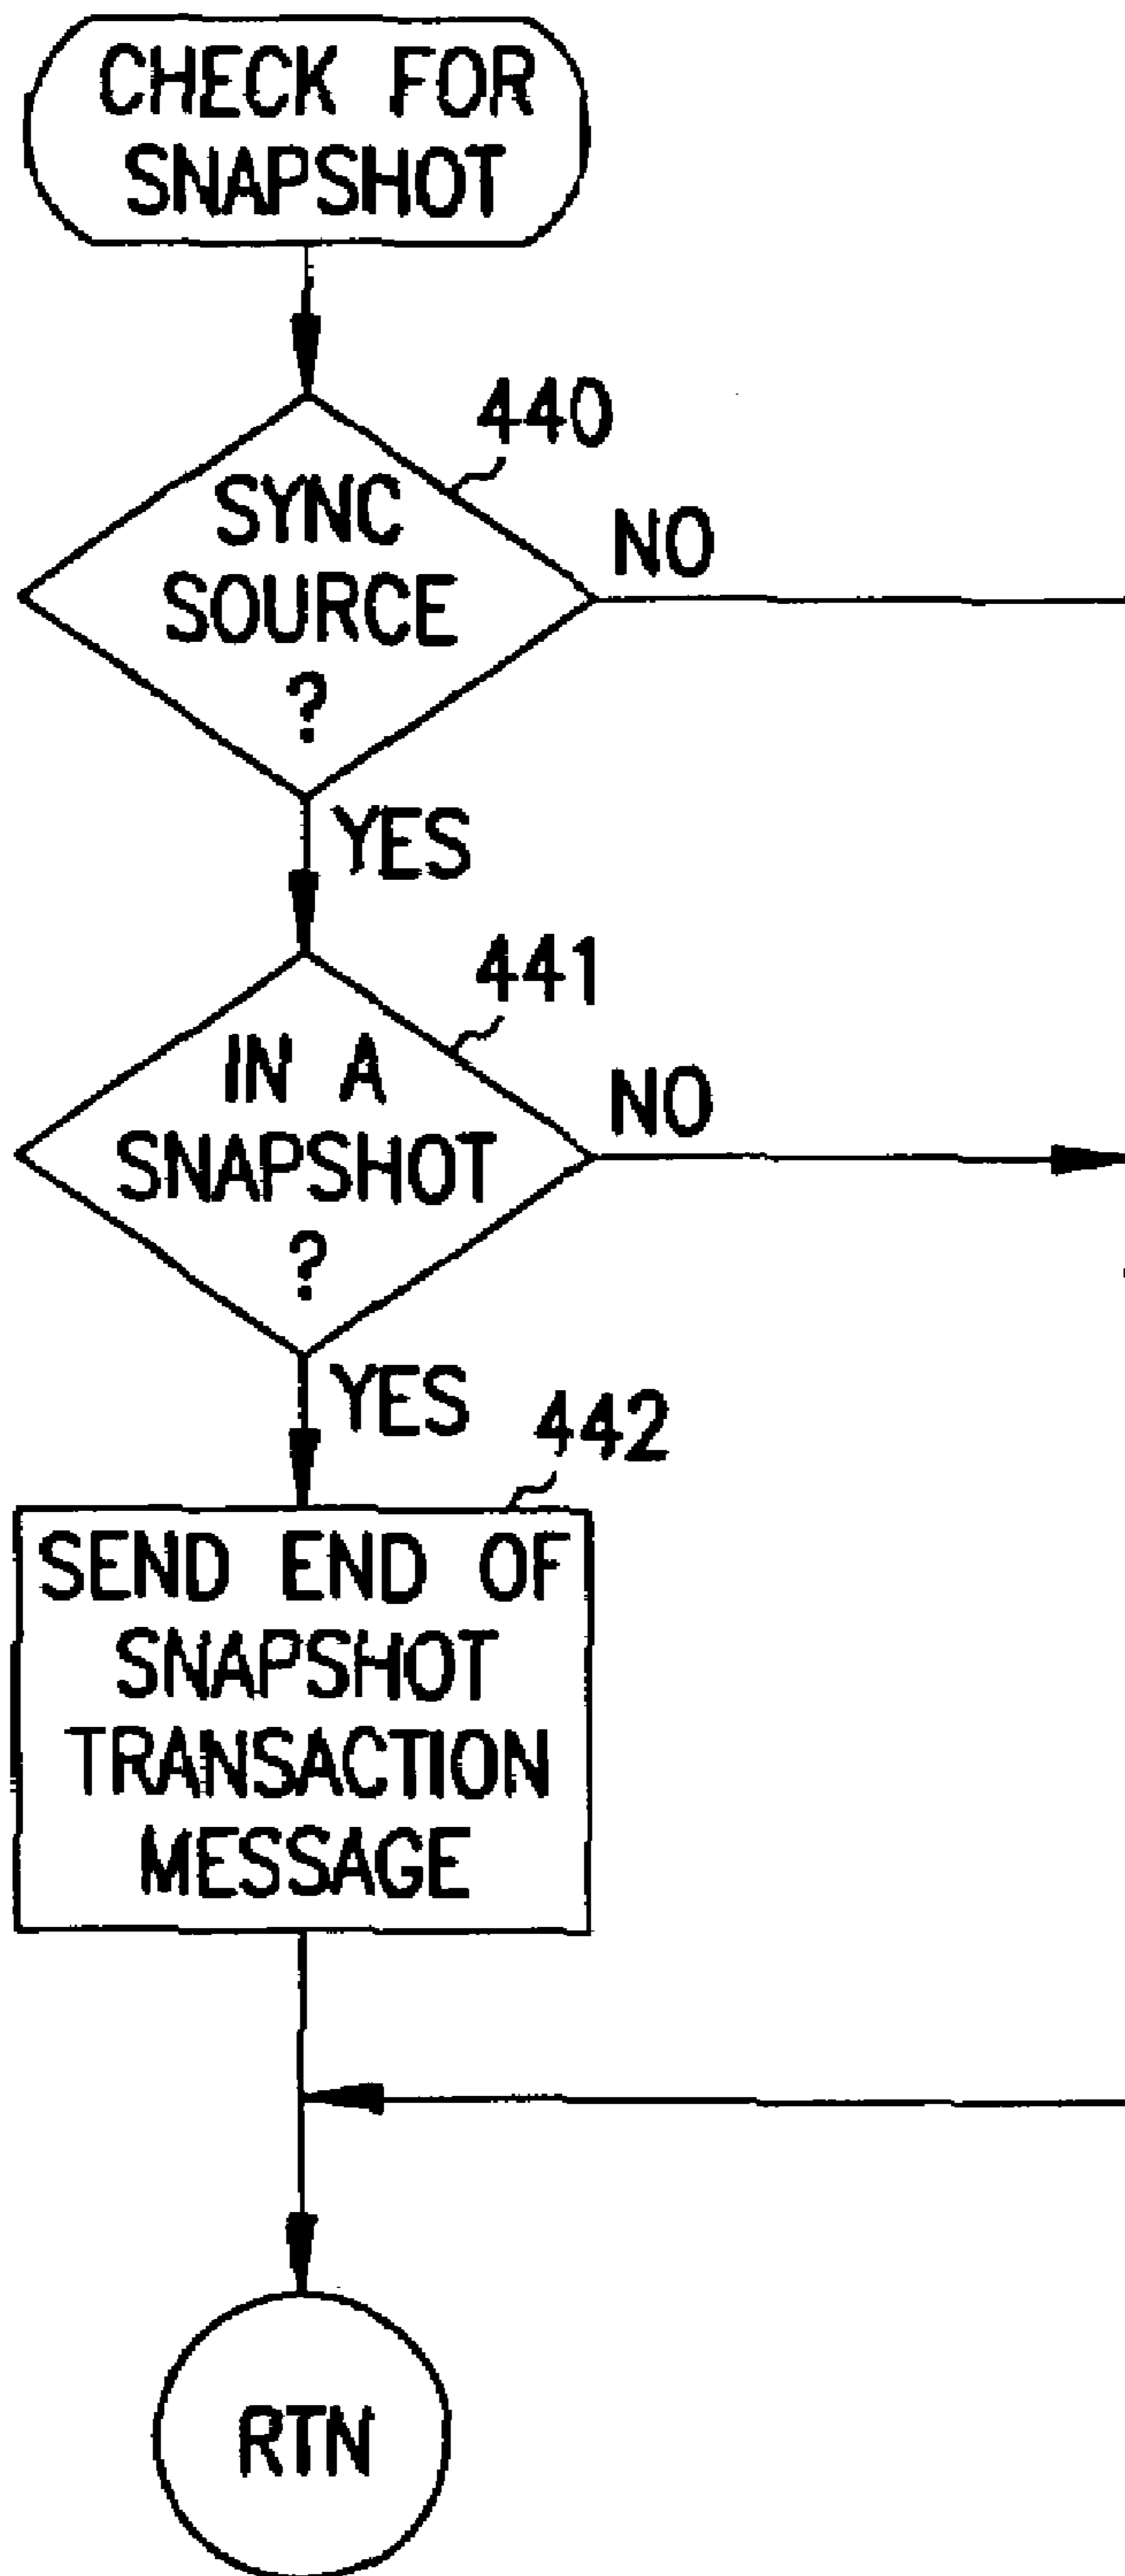 CHECK FOR
SNAPSHOT
440
SYNC
SOURCE
?
NO
YES
441
IN A
SNAPSHOT
?
NO
YES
442
SEND END OF
SNAPSHOT
TRANSACTION
MESSAGE
RTN